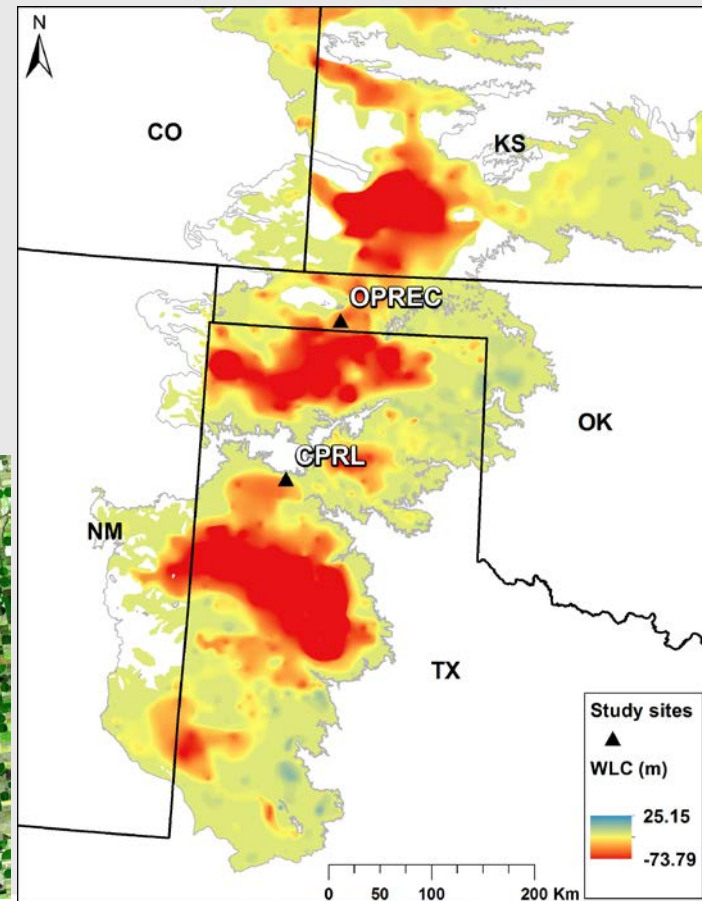 N
CO
KS
OPREC
OK
CPRL
NM
TX
Study sites
WLC (m)
25.15
-73.79
0 50 100 200 Km